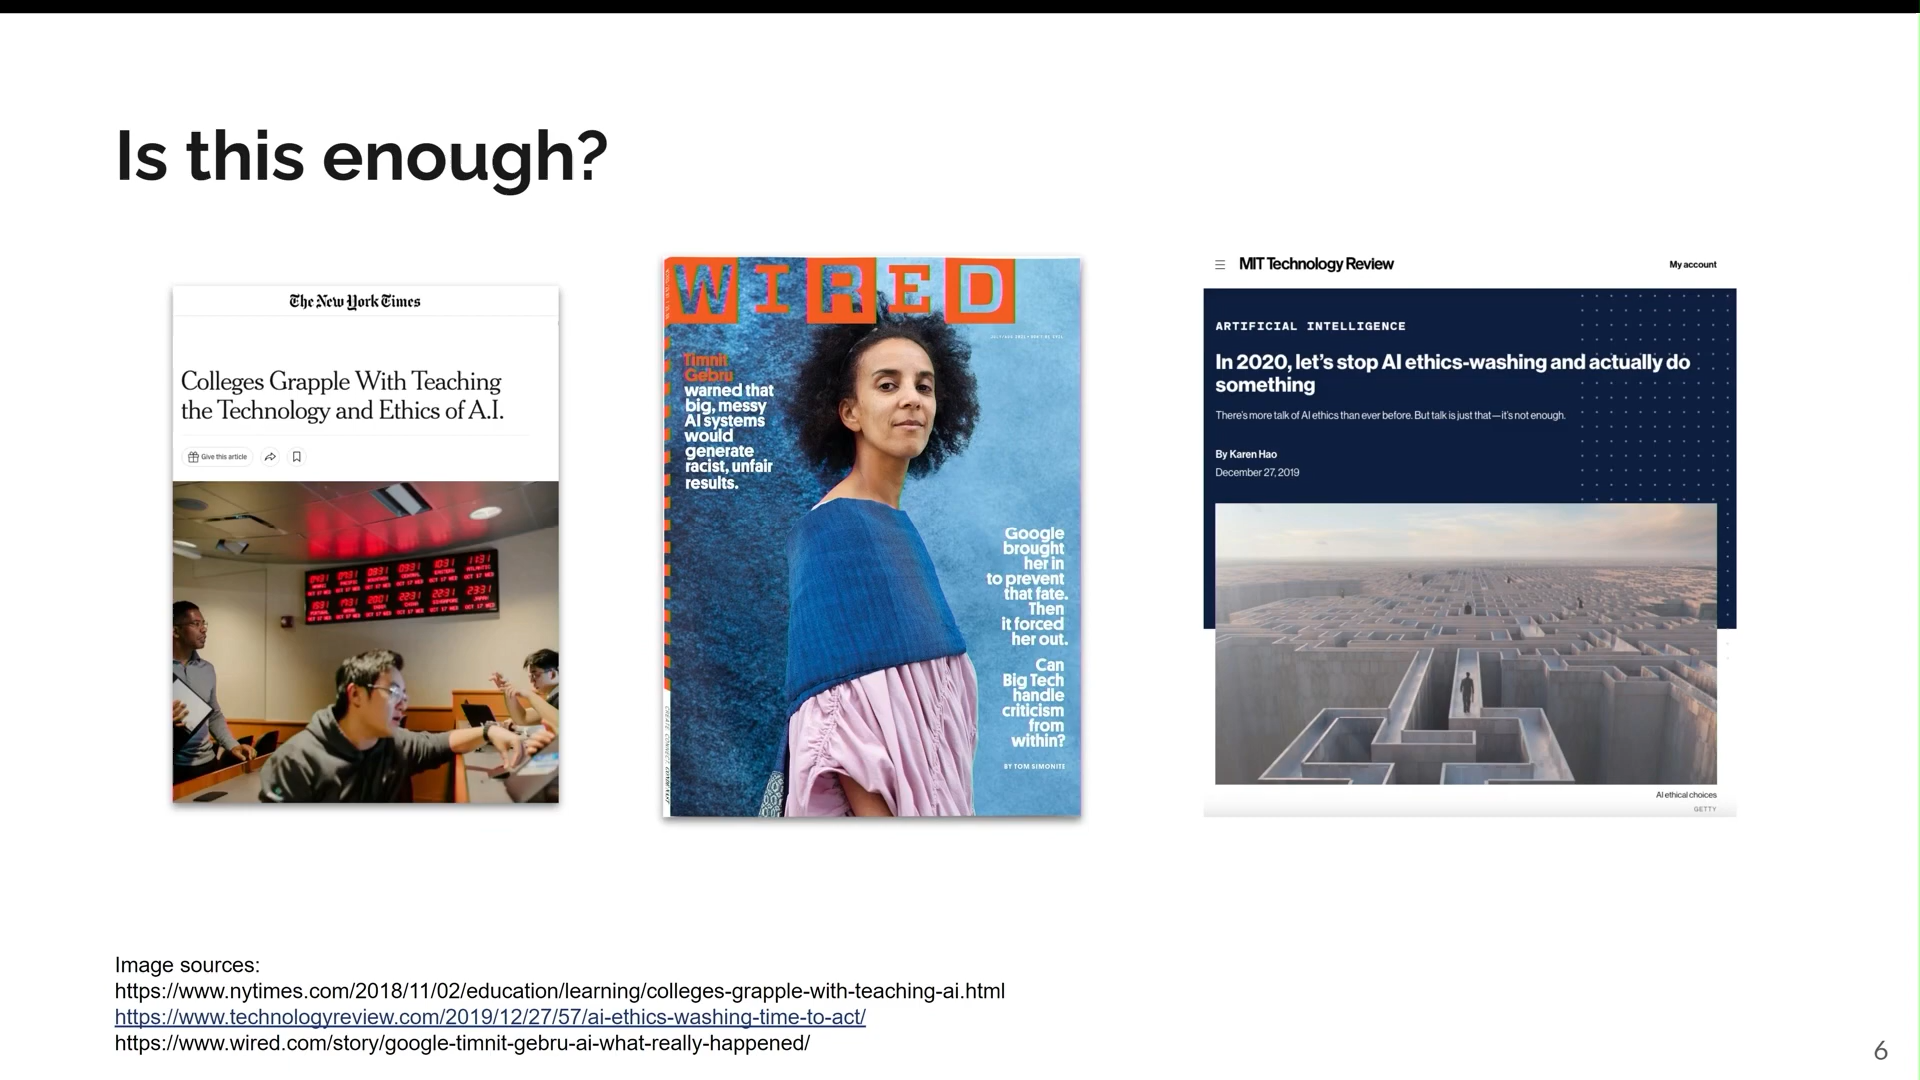 Is this enough?
The New York Times
Colleges Grapple With Teaching
the Technology and Ethics of A.I.
Give this article
WIRED
Timnit
Gebru
warned that
big, messy
AI systems
would
generate
racist, unfair
results.
Google
brought
her in
to prevent
that fate.
Then
it forced
her out.
Can
Big Tech
handle
criticism
from
within?
BY TOM SIMONITE
MIT Technology Review
My account
ARTIFICIAL INTELLIGENCE
In 2020, let's stop AI ethics-washing and actually do
something
There's more talk of AI ethics than ever before. But talk is just that—it's not enough.
By Karen Hao
December 27, 2019
AI ethical choices
GETTY
Image sources:
https://www.nytimes.com/2018/11/02/education/learning/colleges-grapple-with-teaching-ai.html
https://www.technologyreview.com/2019/12/27/57/ai-ethics-washing-time-to-act/
https://www.wired.com/story/google-timnit-gebru-ai-what-really-happened/
6